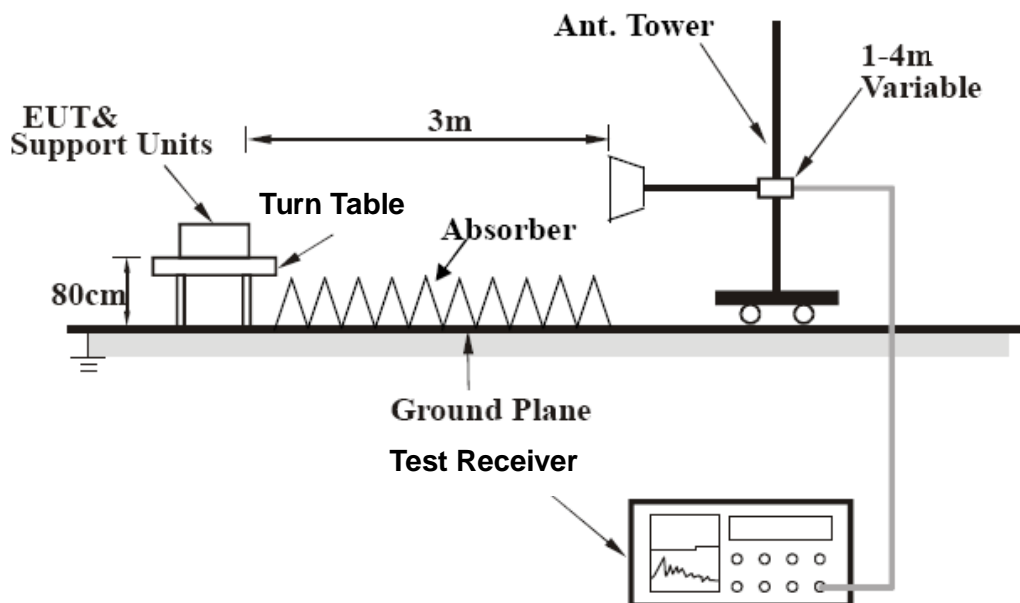 Ant. Tower
1-4m
Variable
EUT&
Support Units
3m
Turn Table
Absorber
80cm
Ground Plane
Test Receiver